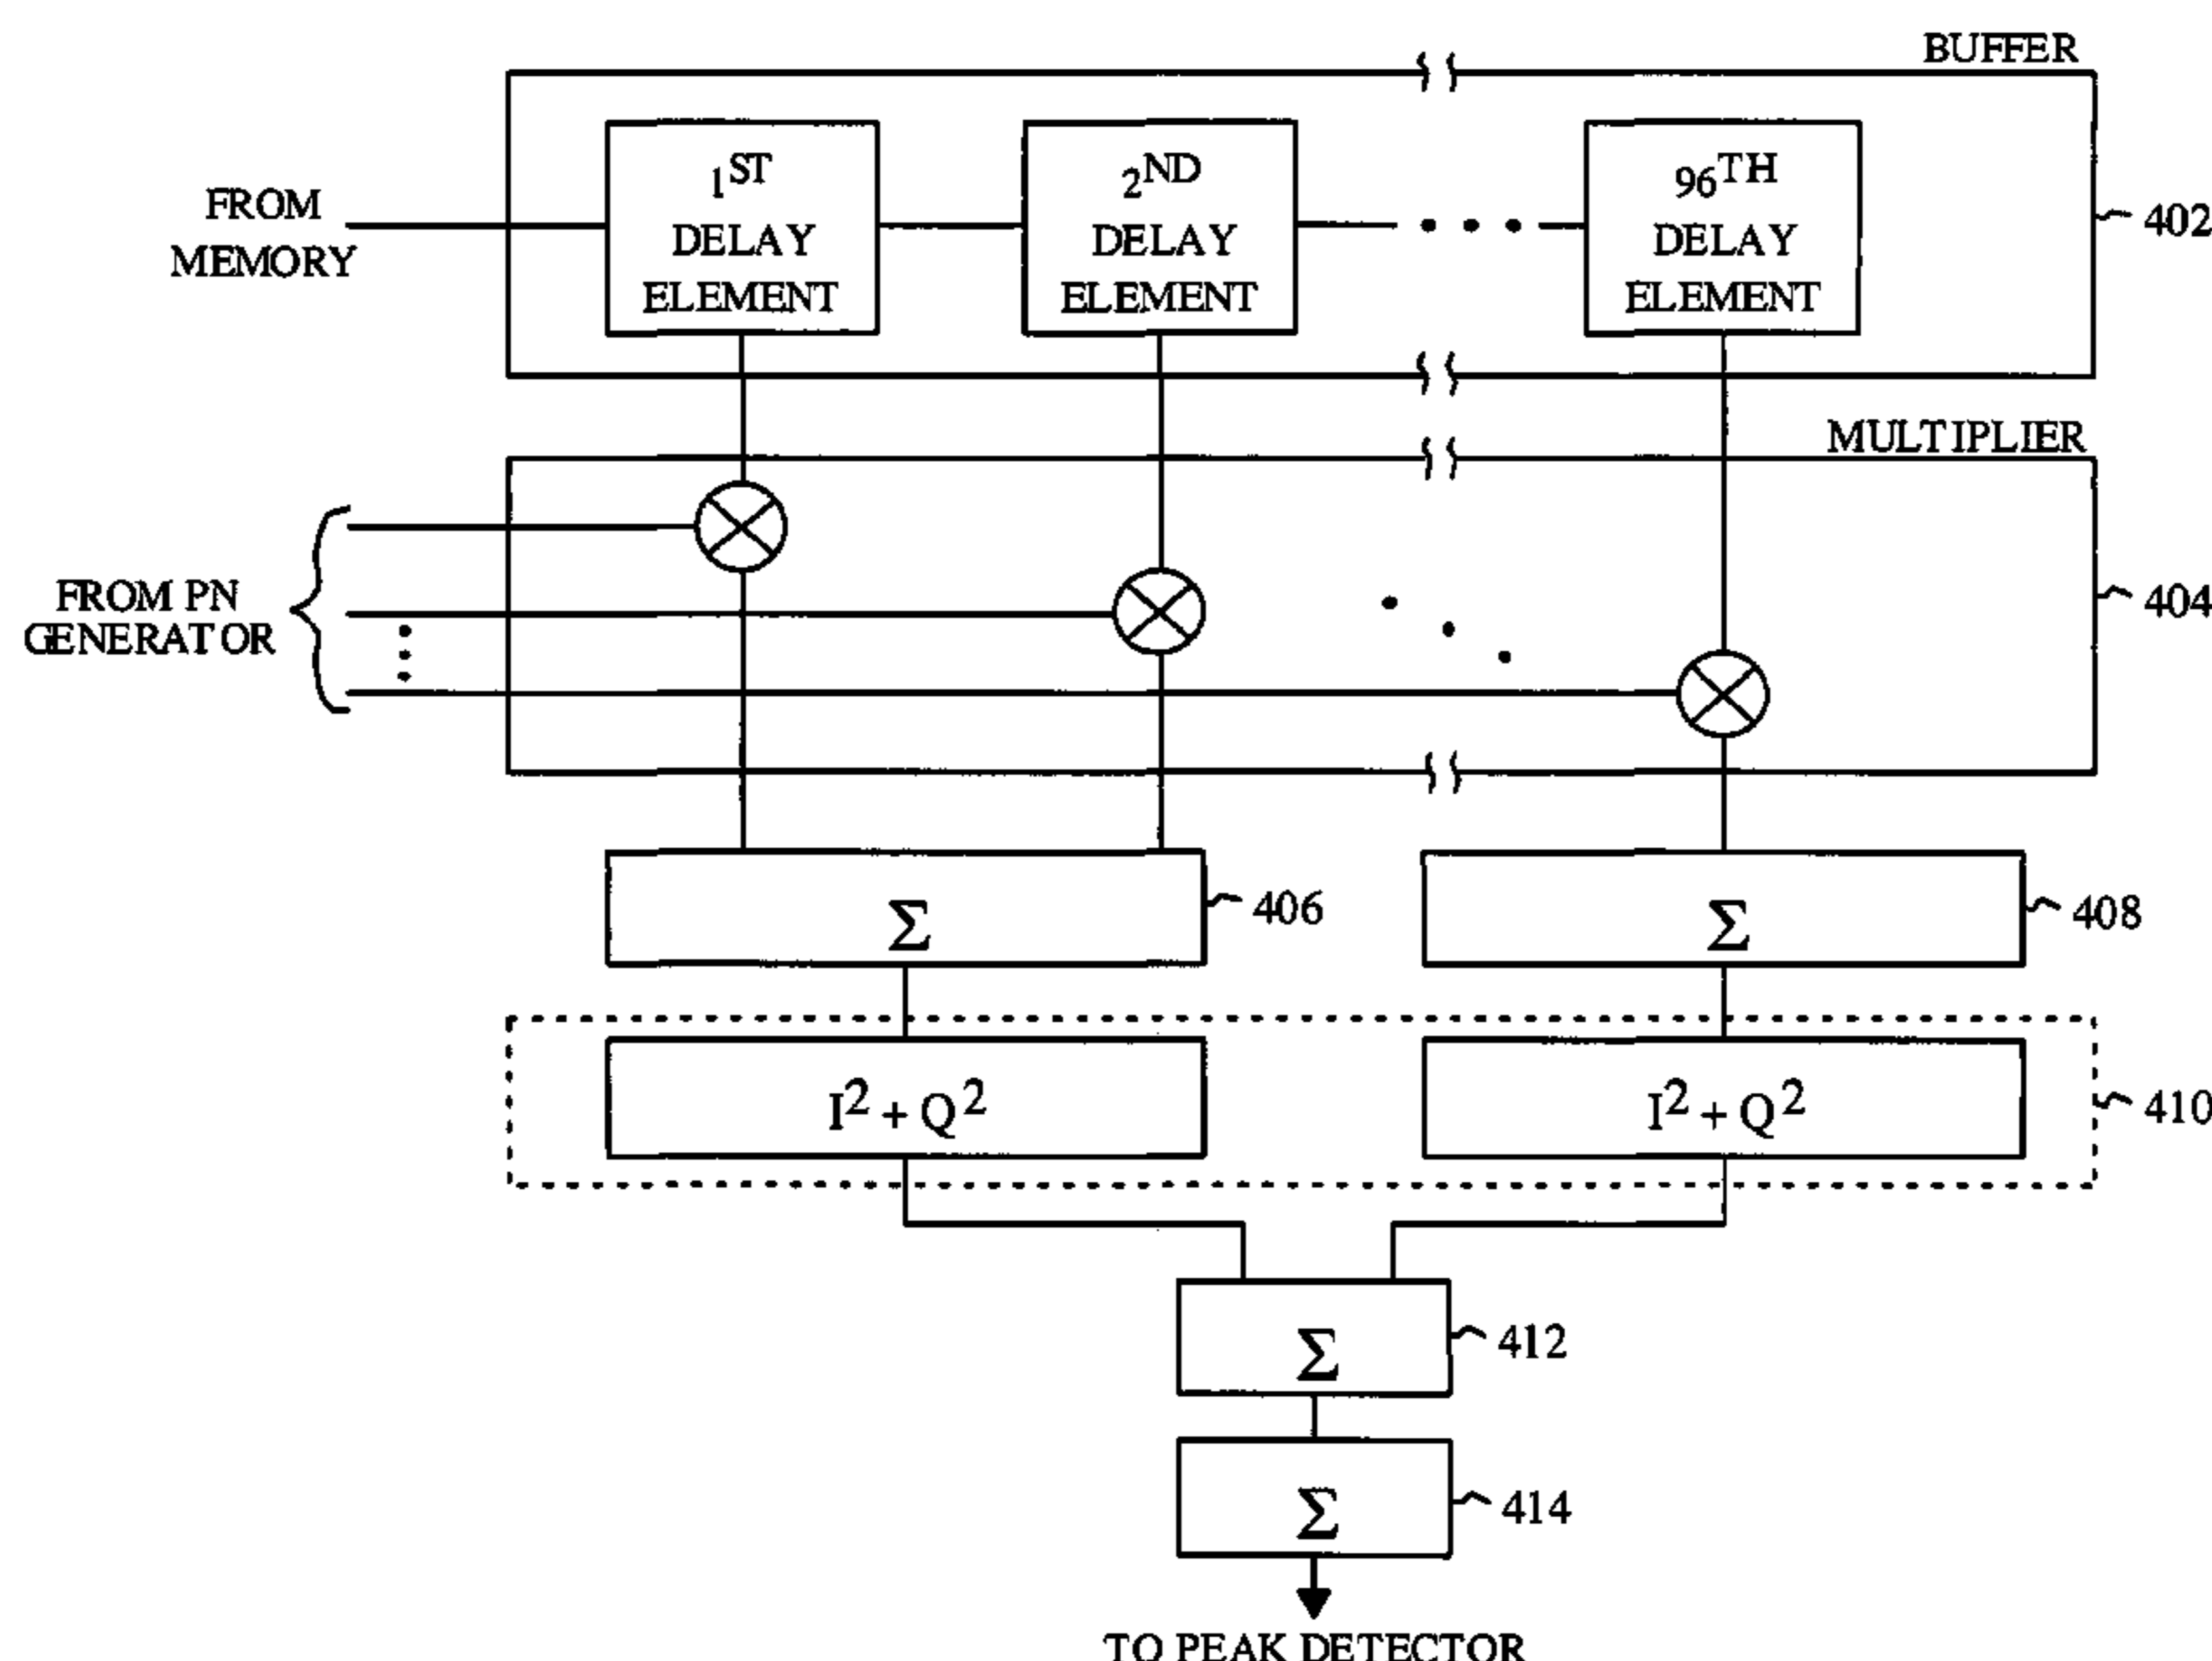 BUFFER
FROM
MEMORY
1ST
DELAY
ELEMENT
2ND
DELAY
ELEMENT
96TH
DELAY
ELEMENT
402
MULTIPLIER
FROM PN
GENERATOR
404
Σ
406
Σ
408
I² + Q²
I² + Q²
410
Σ
412
Σ
414
TO PEAK DETECTOR